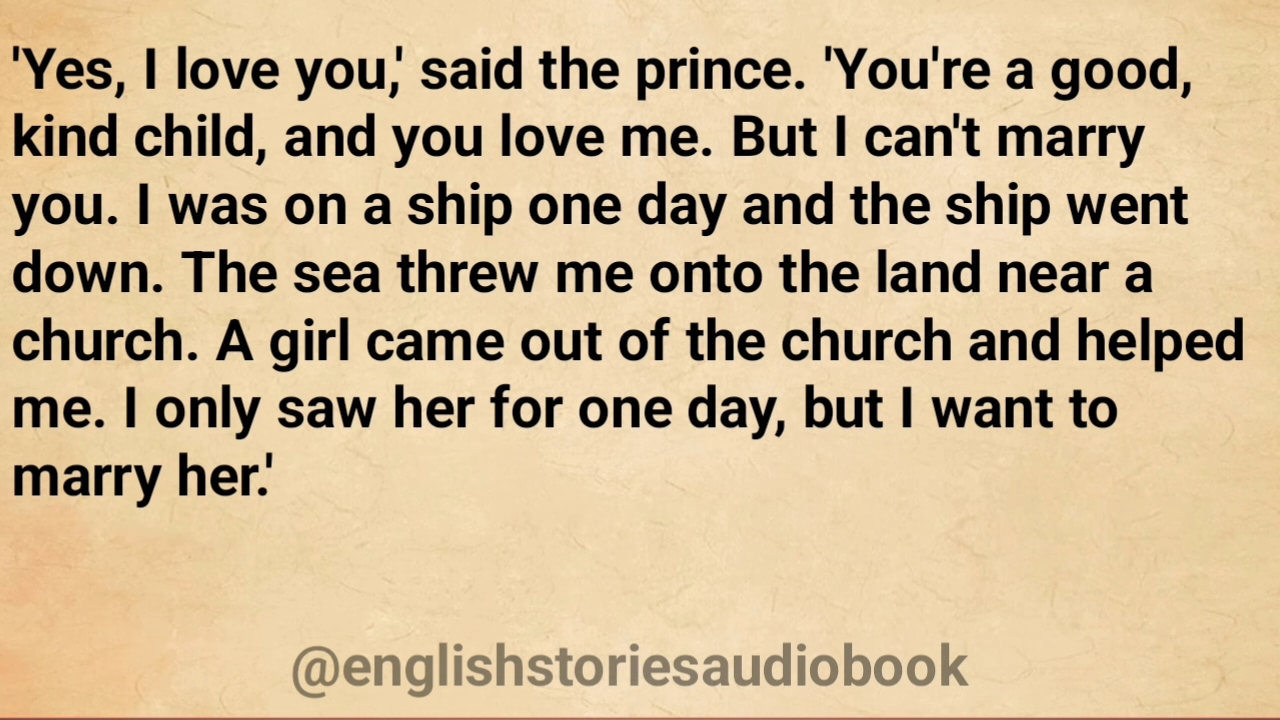 'Yes, I love you,' said the prince. 'You're a good,
kind child, and you love me. But I can't marry
you. I was on a ship one day and the ship went
down. The sea threw me onto the land near a
church. A girl came out of the church and helped
me. I only saw her for one day, but I want to
marry her.'
@englishstoriesaudiobook